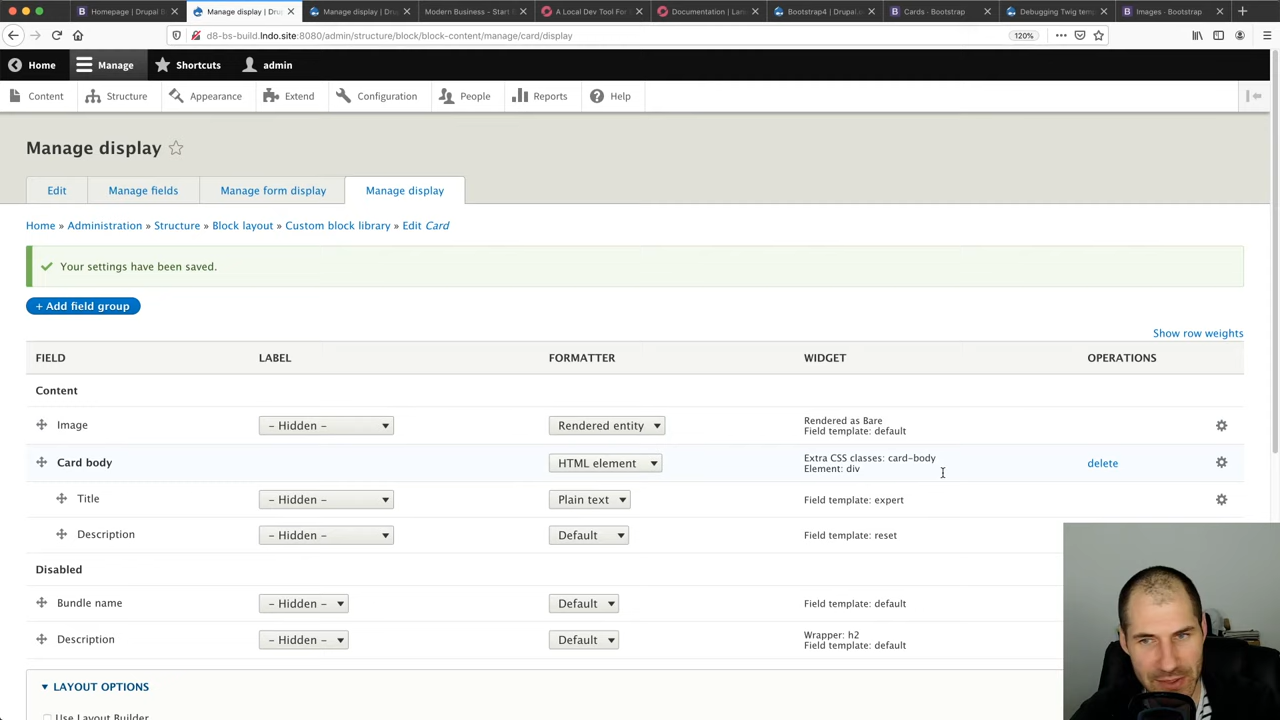 Homepage | Drupal B
Manage display | Dru
Manage display | Dru
Modern Business - Start B
A Local Dev Tool For
Documentation | Lan
Bootstrap4 | Drupal.o
Cards · Bootstrap
Debugging Twig tem
Images · Bootstrap
d8-bs-build.lndo.site:8080/admin/structure/block/block-content/manage/card/display
120%
Home
Manage
Shortcuts
admin
Content
Structure
Appearance
Extend
Configuration
People
Reports
Help
Manage display
Edit
Manage fields
Manage form display
Manage display
Home » Administration » Structure » Block layout » Custom block library » Edit Card
Your settings have been saved.
+ Add field group
Show row weights
FIELD
LABEL
FORMATTER
WIDGET
OPERATIONS
Content
Image
- Hidden -
Rendered entity
Rendered as Bare
Field template: default
Card body
HTML element
Extra CSS classes: card-body
Element: div
delete
Title
- Hidden -
Plain text
Field template: expert
Description
- Hidden -
Default
Field template: reset
Disabled
Bundle name
- Hidden -
Default
Field template: default
Description
- Hidden -
Default
Wrapper: h2
Field template: default
LAYOUT OPTIONS
Use Layout Builder